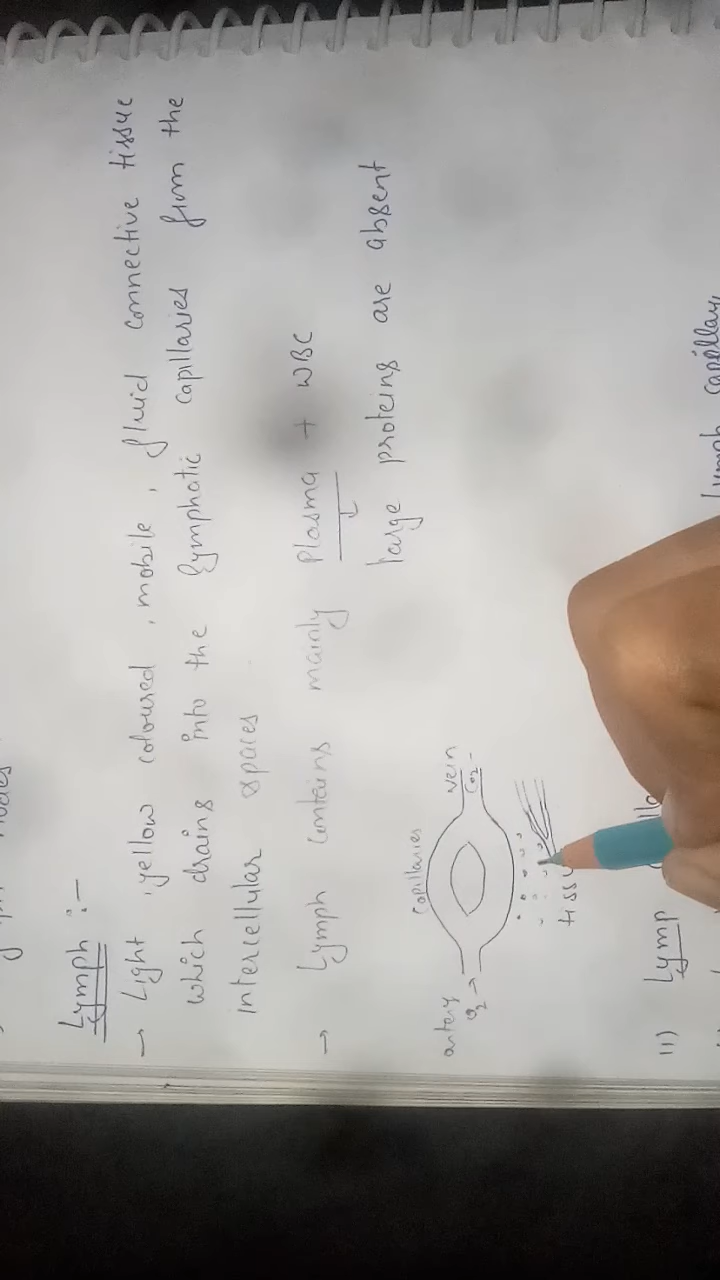 Lymph :-
→ Light, yellow coloured, mobile, fluid connective tissue
which drains into the lymphatic capillaries from the
intercellular spaces
→ Lymph contains mainly Plasma + WBC
large proteins are absent
Capillaries
artery
O2 →
vein
CO2
tiss
11) Lymp
Lymph capillary